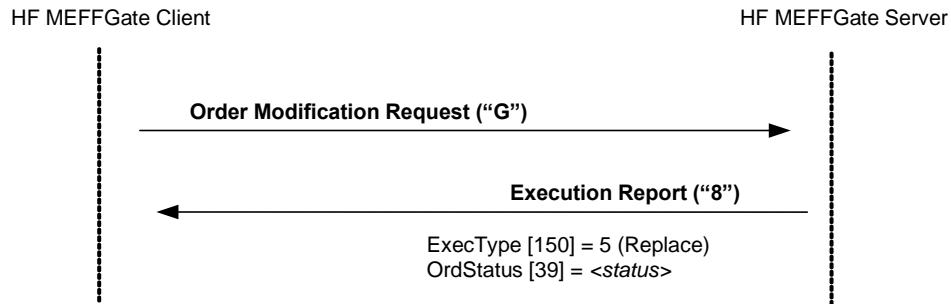 HF MEFFGate Client
HF MEFFGate Server
Order Modification Request (“G”)
Execution Report (“8”)
ExecType [150] = 5 (Replace)
OrdStatus [39] = <status>